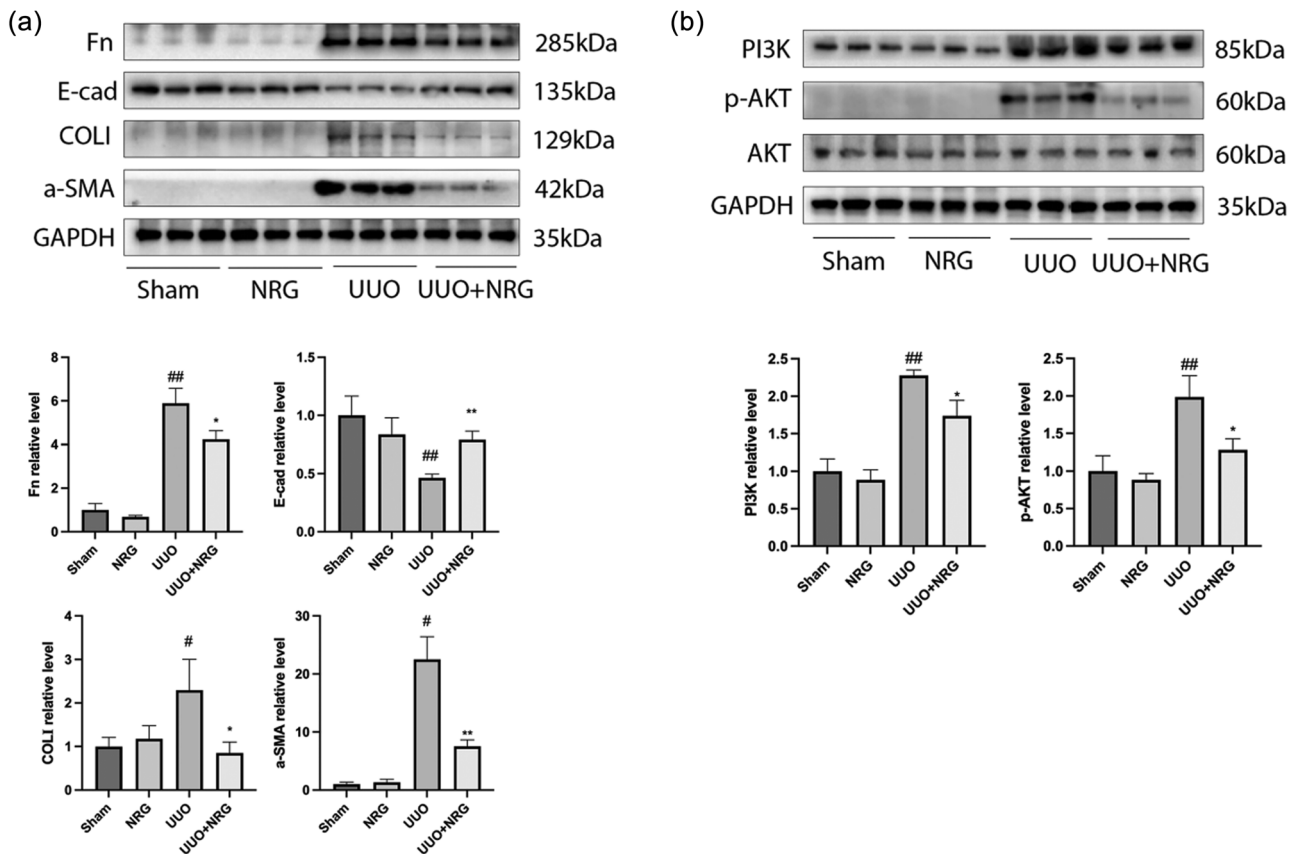 (a)
Fn 285kDa
E-cad 135kDa
COLI 129kDa
a-SMA 42kDa
GAPDH 35kDa
Sham NRG UUO UUO+NRG
(b)
PI3K 85kDa
p-AKT 60kDa
AKT 60kDa
GAPDH 35kDa
Sham NRG UUO UUO+NRG
Fn relative level
8
6
4
2
0
##
*
Sham NRG UUO UUO+NRG
E-cad relative level
1.5
1.0
0.5
0.0
##
**
Sham NRG UUO UUO+NRG
COLI relative level
4
3
2
1
0
#
*
Sham NRG UUO UUO+NRG
a-SMA relative level
30
20
10
0
#
**
Sham NRG UUO UUO+NRG
PI3K relative level
2.5
2.0
1.5
1.0
0.5
0.0
##
*
Sham NRG UUO UUO+NRG
p-AKT relative level
2.5
2.0
1.5
1.0
0.5
0.0
##
*
Sham NRG UUO UUO+NRG